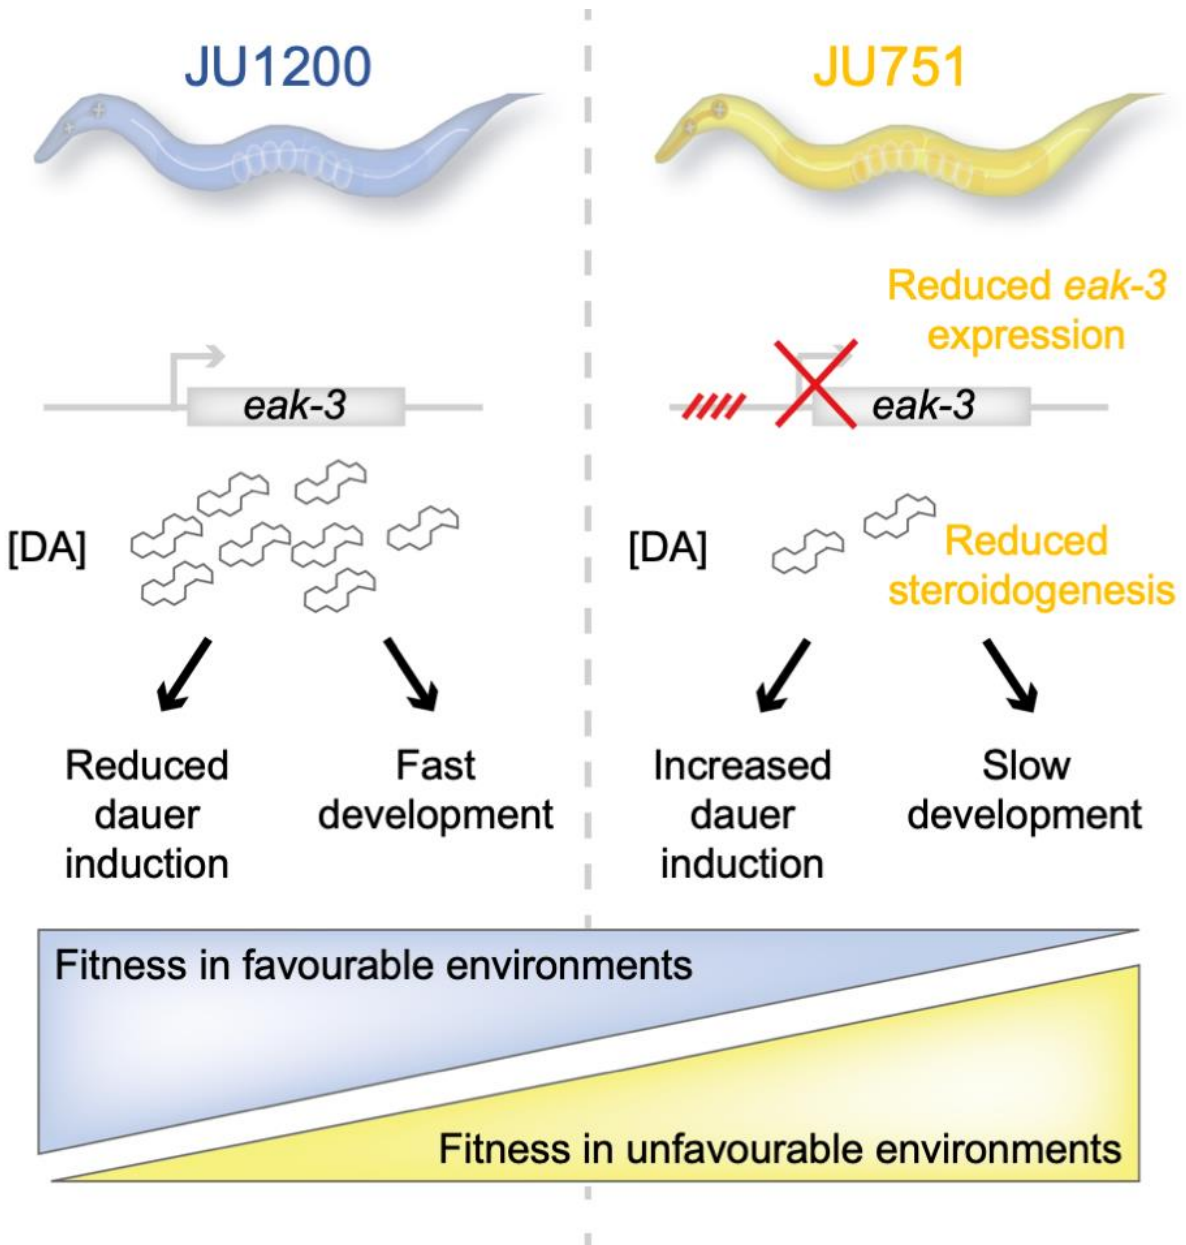 JU1200
JU751
Reduced eak-3
expression
eak-3
eak-3
[DA]
[DA]
Reduced
steroidogenesis
Reduced
dauer
induction
Fast
development
Increased
dauer
induction
Slow
development
Fitness in favourable environments
Fitness in unfavourable environments